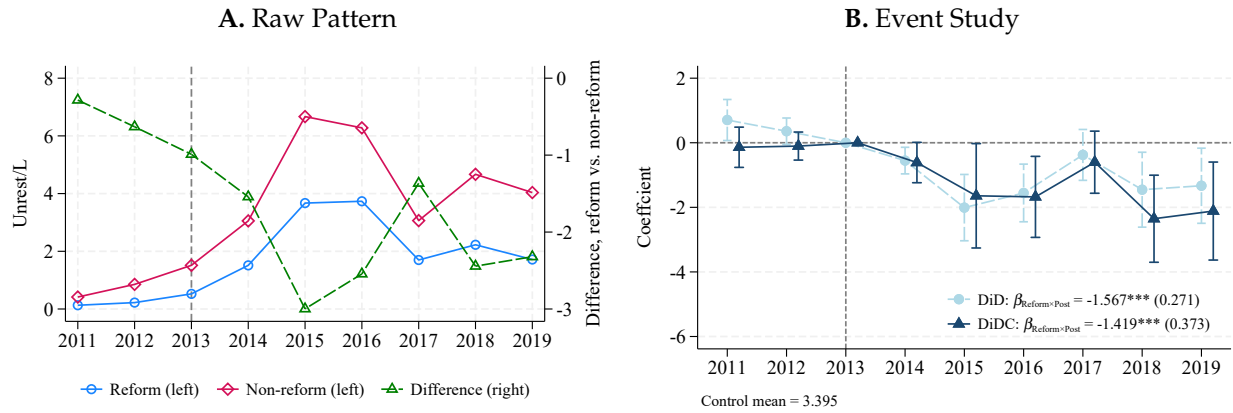 A. Raw Pattern
Unrest/L
8
6
4
2
0
Difference, reform vs. non-reform
0
-1
-2
-3
2011 2012 2013 2014 2015 2016 2017 2018 2019
Reform (left) Non-reform (left) Difference (right)
B. Event Study
Coefficient
2
0
-2
-4
-6
DiD: βReform×Post = -1.567*** (0.271)
DiDC: βReform×Post = -1.419*** (0.373)
2011 2012 2013 2014 2015 2016 2017 2018 2019
Control mean = 3.395